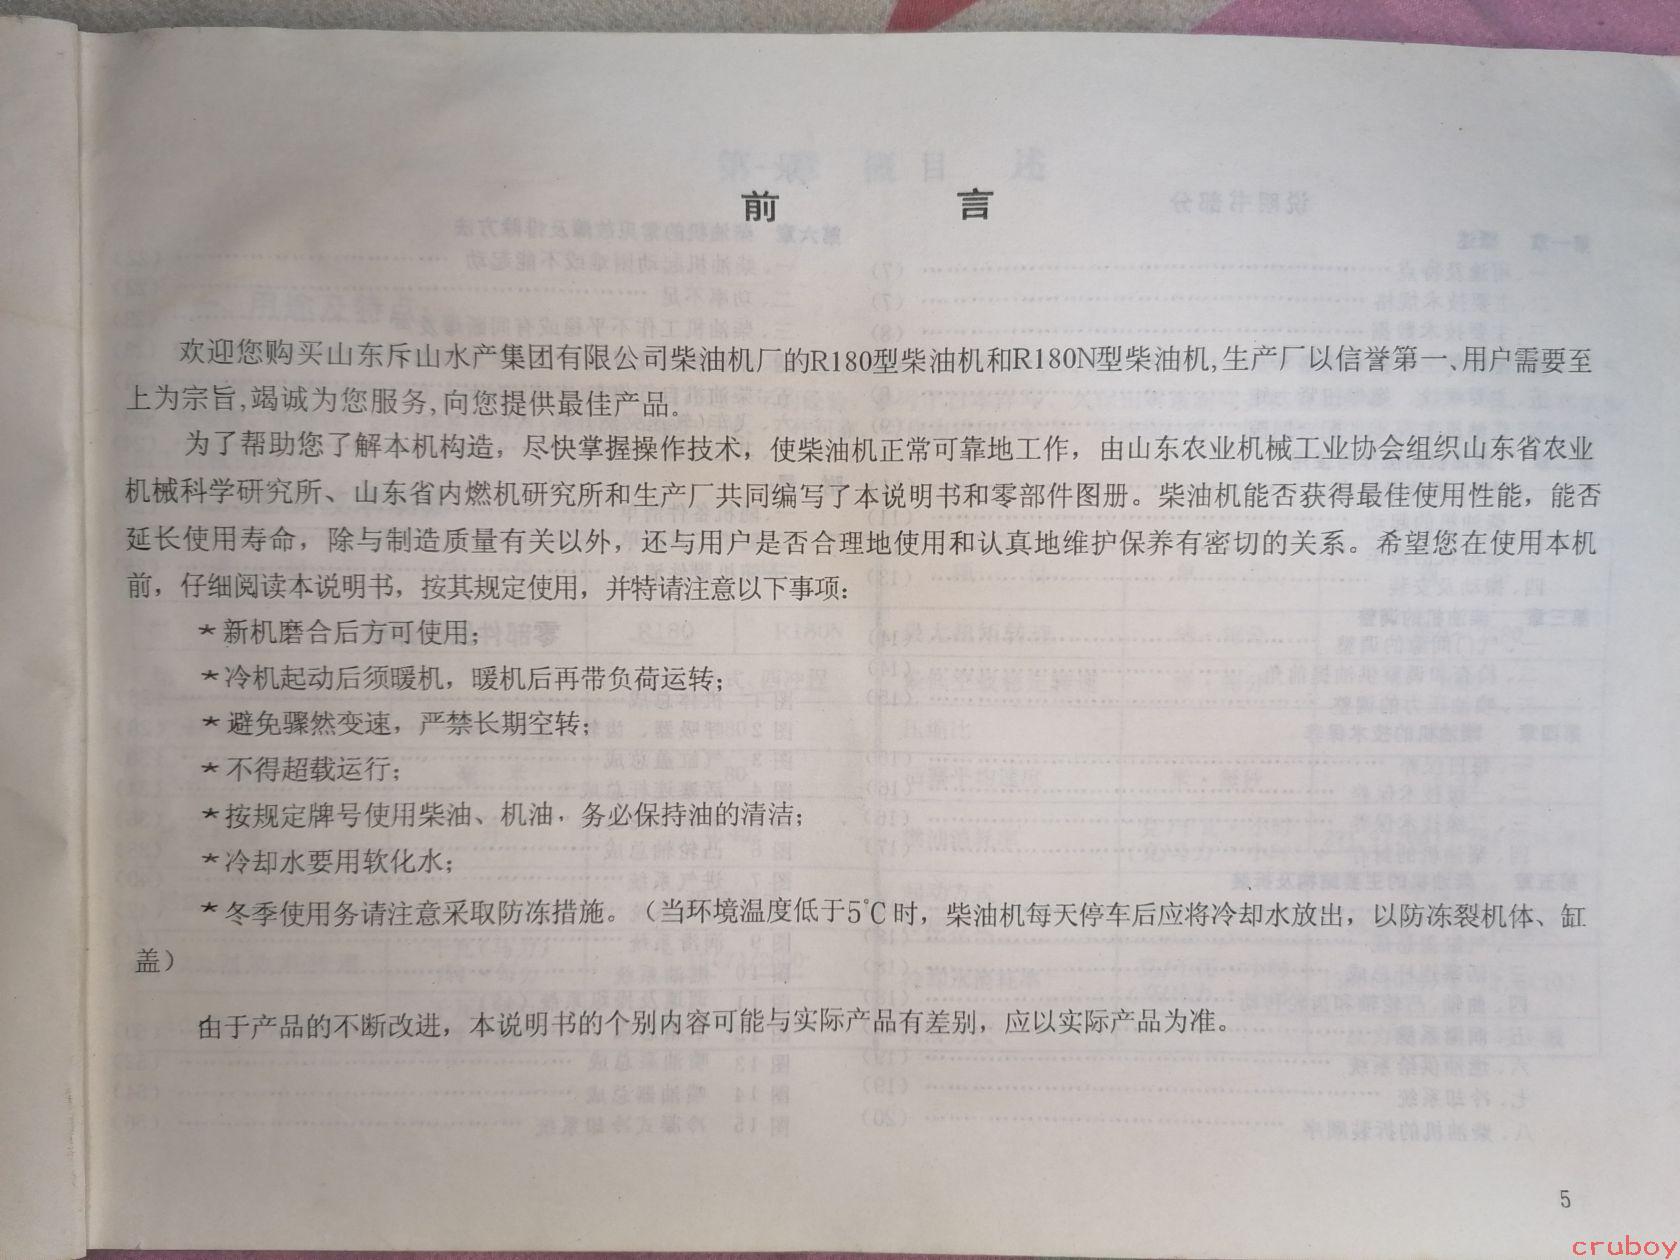 前 言
欢迎您购买山东斥山水产集团有限公司柴油机厂的R180型柴油机和R180N型柴油机,生产厂以信誉第一、用户需要至
上为宗旨,竭诚为您服务,向您提供最佳产品。
为了帮助您了解本机构造，尽快掌握操作技术，使柴油机正常可靠地工作，由山东农业机械工业协会组织山东省农业
机械科学研究所、山东省内燃机研究所和生产厂共同编写了本说明书和零部件图册。柴油机能否获得最佳使用性能，能否
延长使用寿命，除与制造质量有关以外，还与用户是否合理地使用和认真地维护保养有密切的关系。希望您在使用本机
前，仔细阅读本说明书，按其规定使用，并特请注意以下事项：
★新机磨合后方可使用；
★冷机起动后须暖机，暖机后再带负荷运转；
★避免骤然变速，严禁长期空转；
★不得超载运行；
★按规定牌号使用柴油、机油，务必保持油的清洁；
★冷却水要用软化水；
★冬季使用务请注意采取防冻措施。（当环境温度低于5℃时，柴油机每天停车后应将冷却水放出，以防冻裂机体、缸
盖）
由于产品的不断改进，本说明书的个别内容可能与实际产品有差别，应以实际产品为准。
5
cruboy